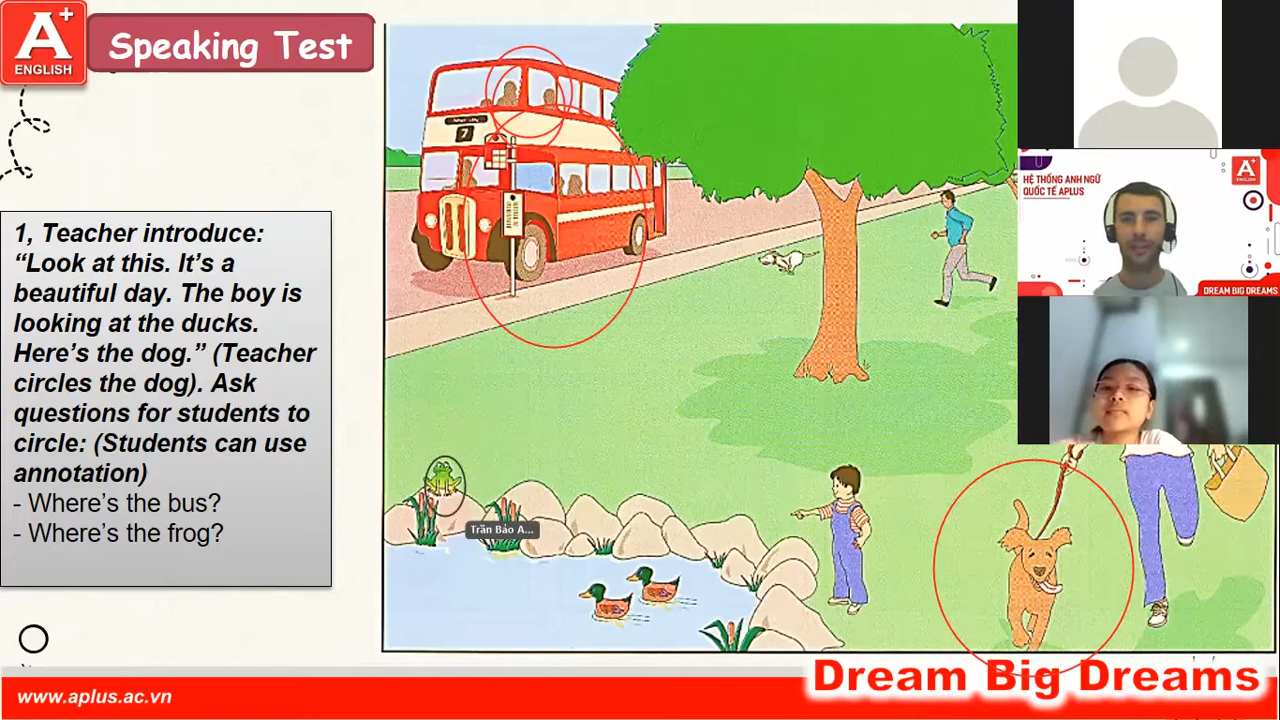 A+
ENGLISH
Speaking Test
1, Teacher introduce:
“Look at this. It’s a
beautiful day. The boy is
looking at the ducks.
Here’s the dog.” (Teacher
circles the dog). Ask
questions for students to
circle: (Students can use
annotation)
- Where’s the bus?
- Where’s the frog?
7
Trần Bảo A...
HỆ THỐNG ANH NGỮ
QUỐC TẾ APLUS
A+
ENGLISH
DREAM BIG DREAMS
Dream Big Dreams
www.aplus.ac.vn